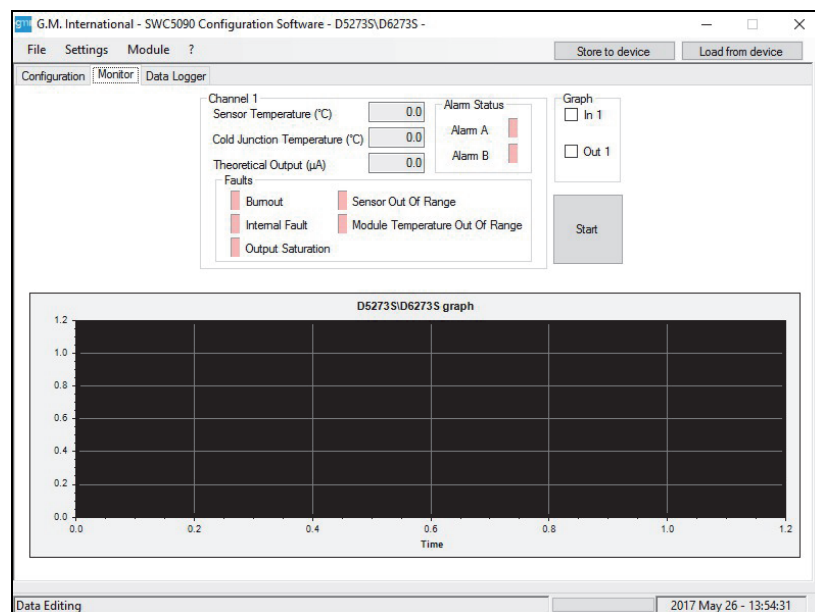 gmi G.M. International - SWC5090 Configuration Software - D5273S\D6273S -
File Settings Module ? Store to device Load from device
Configuration Monitor Data Logger
Channel 1
Sensor Temperature (°C) 0.0
Cold Junction Temperature (°C) 0.0
Theoretical Output (µA) 0.0
Alarm Status
Alarm A
Alarm B
Graph
In 1
Out 1
Faults
Burnout Sensor Out Of Range
Internal Fault Module Temperature Out Of Range
Output Saturation
Start
D5273S\D6273S graph
1.2
1.0
0.8
0.6
0.4
0.2
0.0
0.0 0.2 0.4 0.6 0.8 1.0 1.2
Time
Data Editing 2017 May 26 - 13:54:31